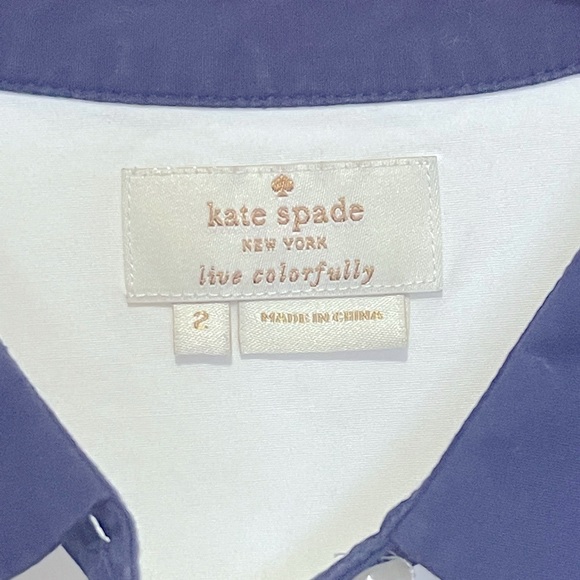 kate spade
NEW YORK
live colorfully
2
MADE IN CHINA